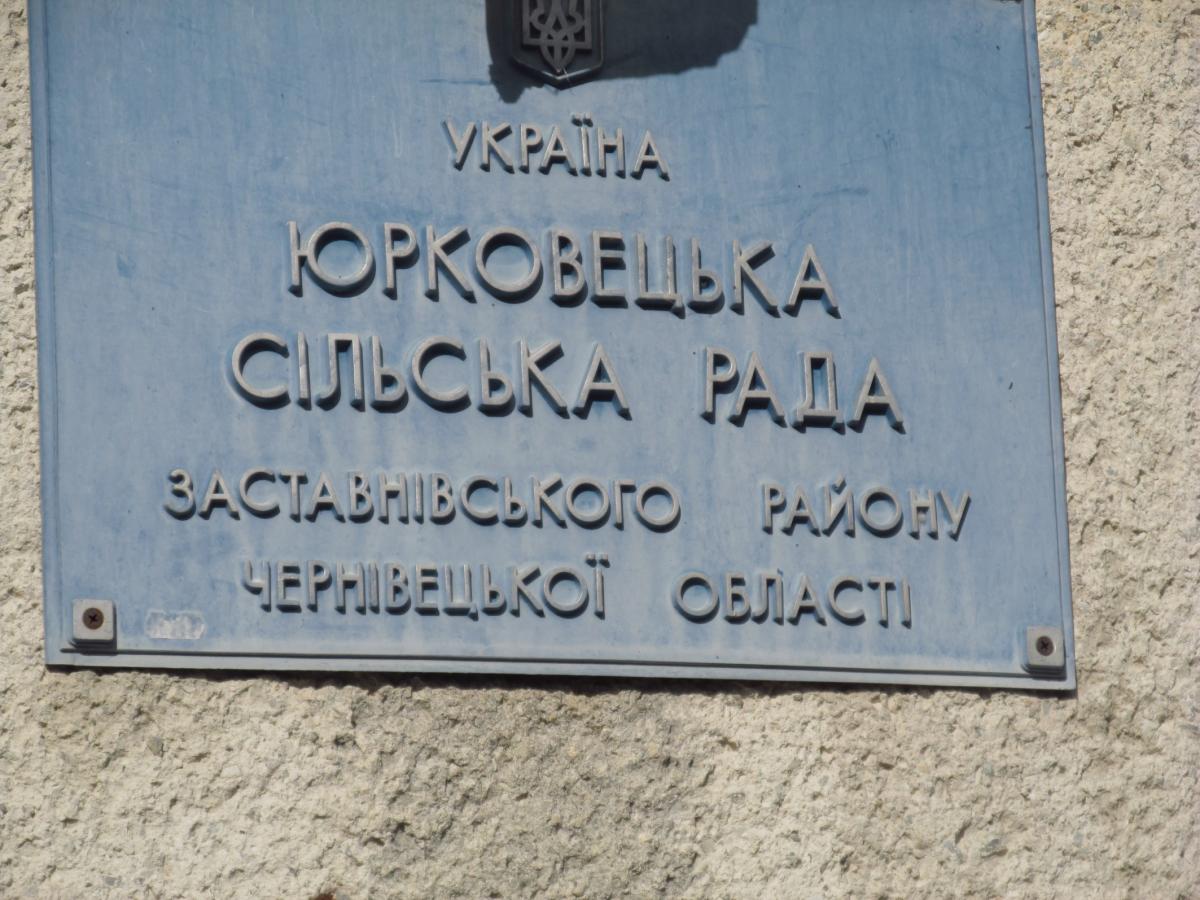 УКРАЇНА
ЮРКОВЕЦЬКА
СІЛЬСЬКА РАДА
ЗАСТАВНІВСЬКОГО РАЙОНУ
ЧЕРНІВЕЦЬКОЇ ОБЛАСТІ